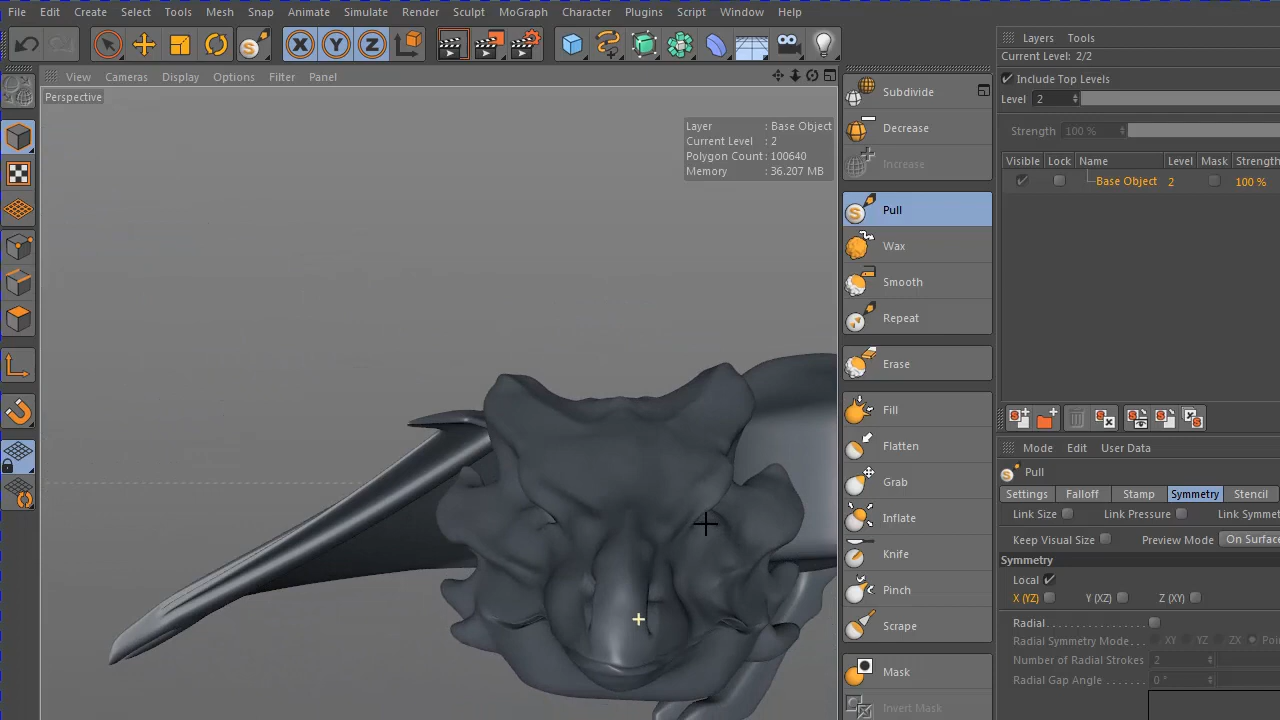 File Edit Create Select Tools Mesh Snap Animate Simulate Render Sculpt MoGraph Character Plugins Script Window Help
View Cameras Display Options Filter Panel
Perspective
Layer : Base Object
Current Level : 2
Polygon Count : 100640
Memory : 36.207 MB
Subdivide
Decrease
Increase
Pull
Wax
Smooth
Repeat
Erase
Fill
Flatten
Grab
Inflate
Knife
Pinch
Scrape
Mask
Invert Mask
Layers Tools
Current Level: 2/2
Include Top Levels
Level 2
Strength 100 %
Visible Lock Name Level Mask Strength
Base Object 2 100 %
Mode Edit User Data
Pull
Settings Falloff Stamp Symmetry Stencil
Link Size Link Pressure Link Symmet
Keep Visual Size Preview Mode On Surface
Symmetry
Local
X (YZ) Y (XZ) Z (XY)
Radial
Radial Symmetry Mode XY YZ ZX Poi
Number of Radial Strokes 2
Radial Gap Angle 0 °